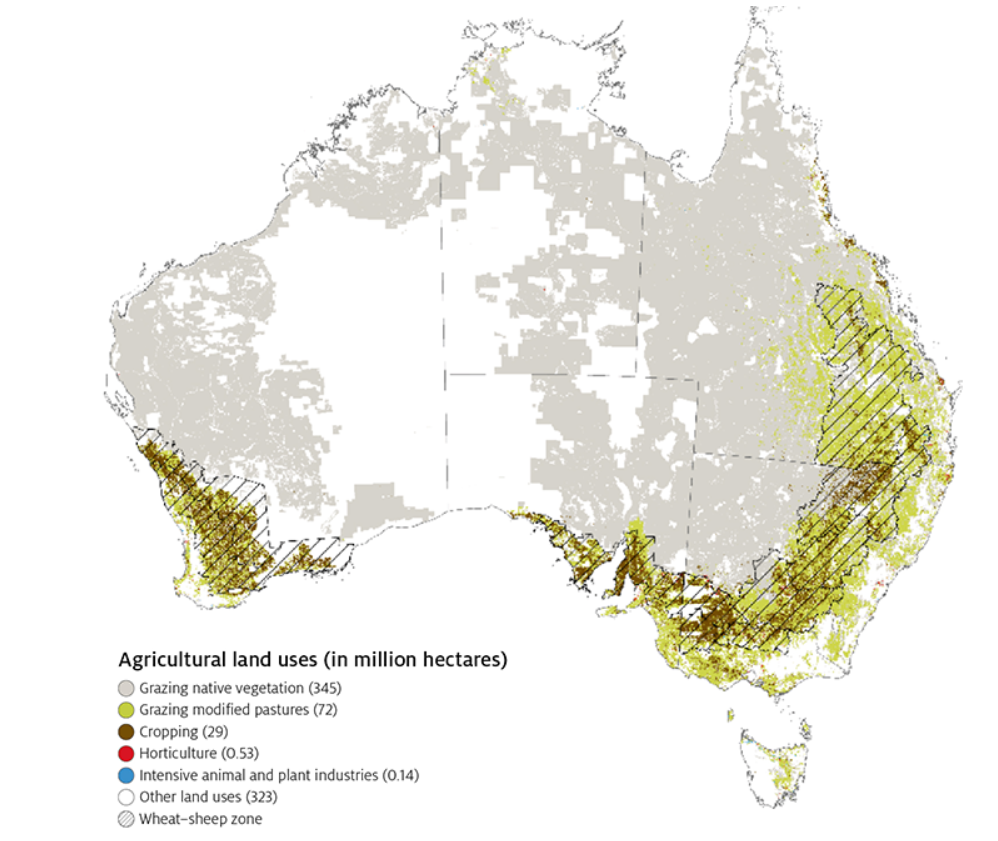 Agricultural land uses (in million hectares)
Grazing native vegetation (345)
Grazing modified pastures (72)
Cropping (29)
Horticulture (0.53)
Intensive animal and plant industries (0.14)
Other land uses (323)
Wheat–sheep zone